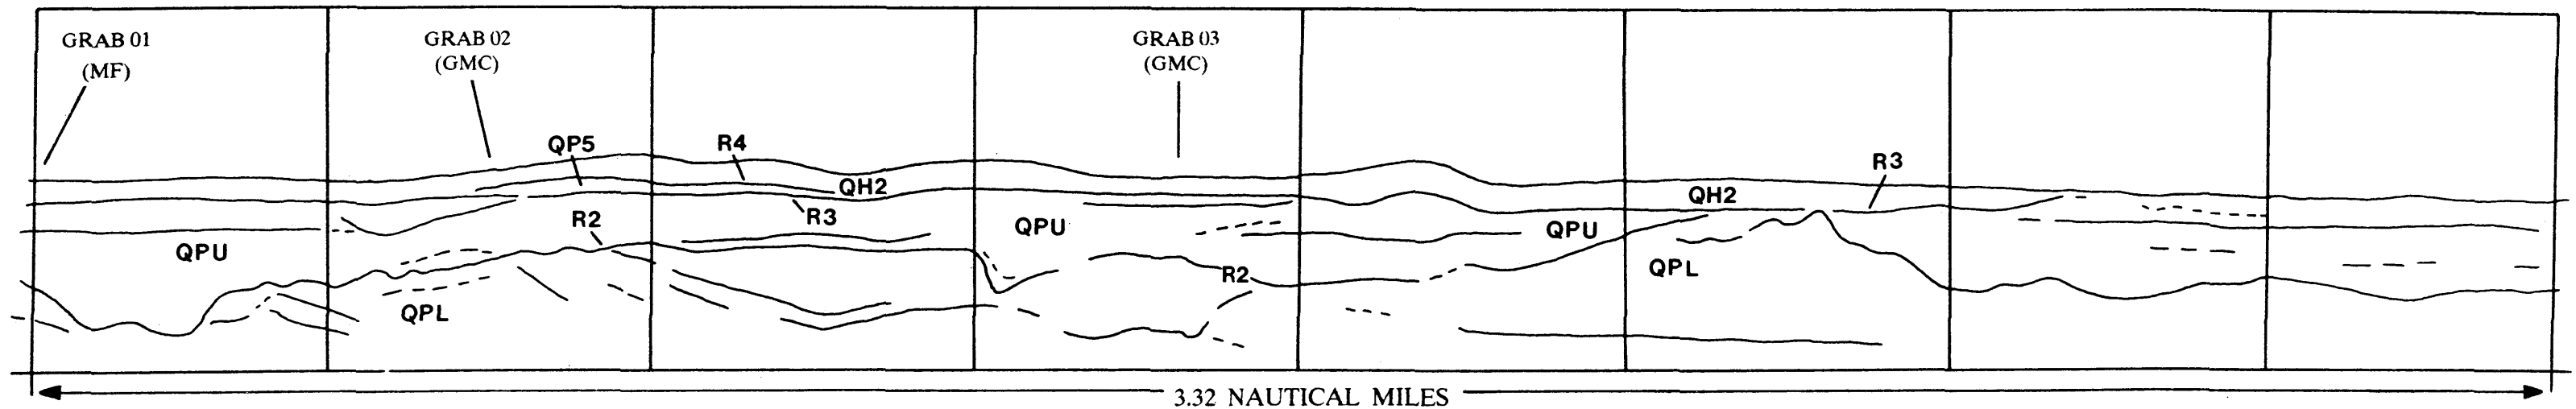 GRAB 01
(MF)
GRAB 02
(GMC)
GRAB 03
(GMC)
QP5
R4
R3
QH2
QH2
R2
R3
QPU
QPU
QPU
QPL
R2
QPL
3.32 NAUTICAL MILES